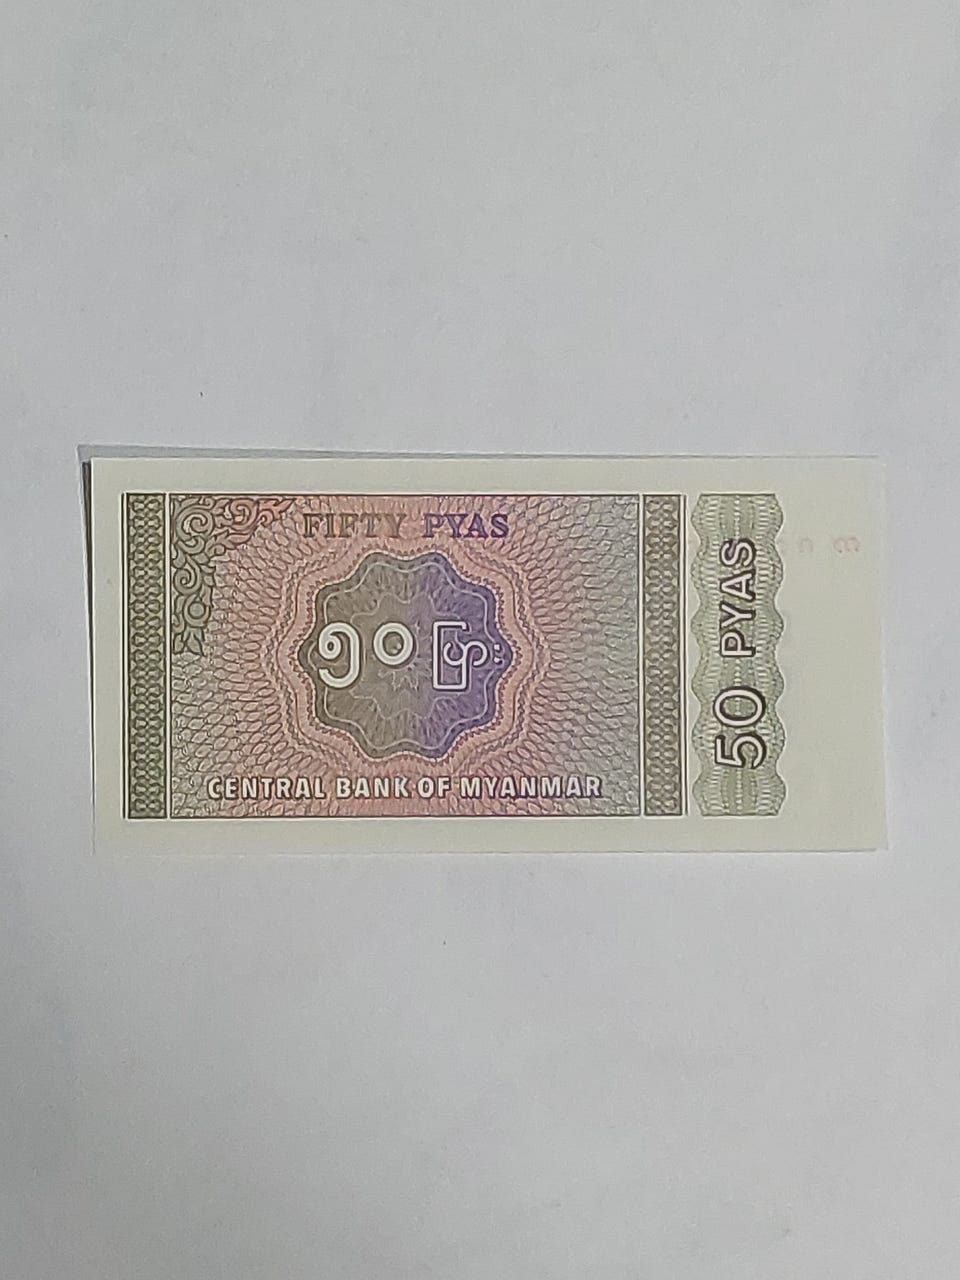 FIFTY PYAS
၅၀ ပြား
CENTRAL BANK OF MYANMAR
50 PYAS